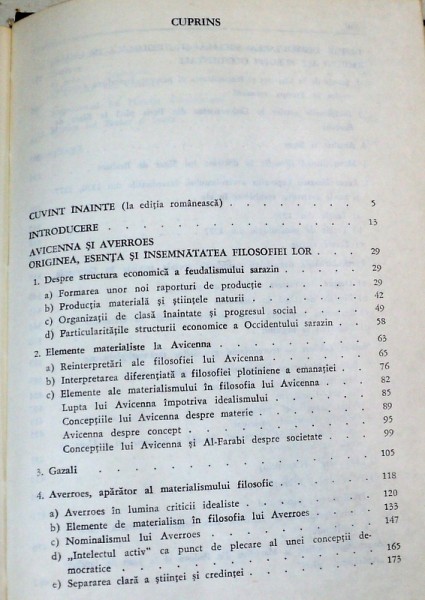 CUPRINS
CUVINT ÎNAINTE (la ediția românească) . . . . . . . . 5
INTRODUCERE . . . . . . . . . . . . 13
AVICENNA ȘI AVERROES
ORIGINEA, ESENȚA ȘI INSEMNĂTATEA FILOSOFIEI LOR . . . 29
1. Despre structura economică a feudalismului sarazin . . . . . 29
a) Formarea unor noi raporturi de producție . . . . . . 29
b) Producția materială și științele naturii . . . . . . 42
c) Organizații de clasă înaintate și progresul social . . . . 49
d) Particularitățile structurii economice a Occidentului sarazin . . 58
2. Elemente materialiste la Avicenna . . . . . . . . 63
a) Reinterpretări ale filosofiei lui Avicenna . . . . . . 65
b) Interpretarea diferențiată a filosofiei plotiniene a emanației . 76
c) Elemente ale materialismului în filosofia lui Avicenna . . . 82
Lupta lui Avicenna împotriva idealismului . . . . . 85
Concepțiile lui Avicenna despre materie . . . . . . 89
Avicenna despre concept . . . . . . . . . 95
Concepțiile lui Avicenna și Al-Farabi despre societate . . . 99
3. Gazali . . . . . . . . . . . . . 105
4. Averroes, apărător al materialismului filosofic . . . . . 118
a) Averroes în lumina criticii idealiste . . . . . . . 120
b) Elemente de materialism în filosofia lui Averroes . . . . 133
c) Nominalismul lui Averroes . . . . . . . . 147
d) „Intelectul activ” ca punct de plecare al unei concepții de-
mocratice . . . . . . . . . . . . 165
e) Separarea clară a științei și credinței . . . . . . . 173